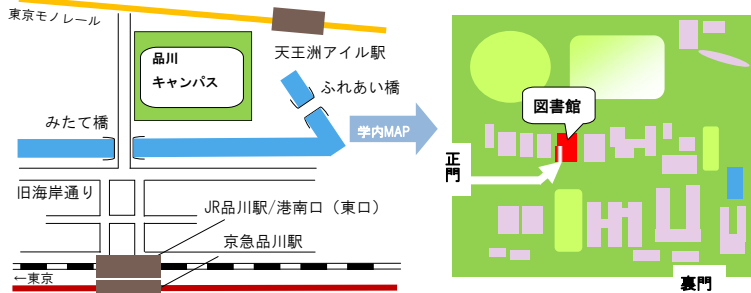 東京モノレール
天王洲アイル駅
品川
キャンパス
ふれあい橋
みたて橋
学内MAP
旧海岸通り
JR品川駅/港南口（東口）
京急品川駅
←東京
図書館
正門
裏門